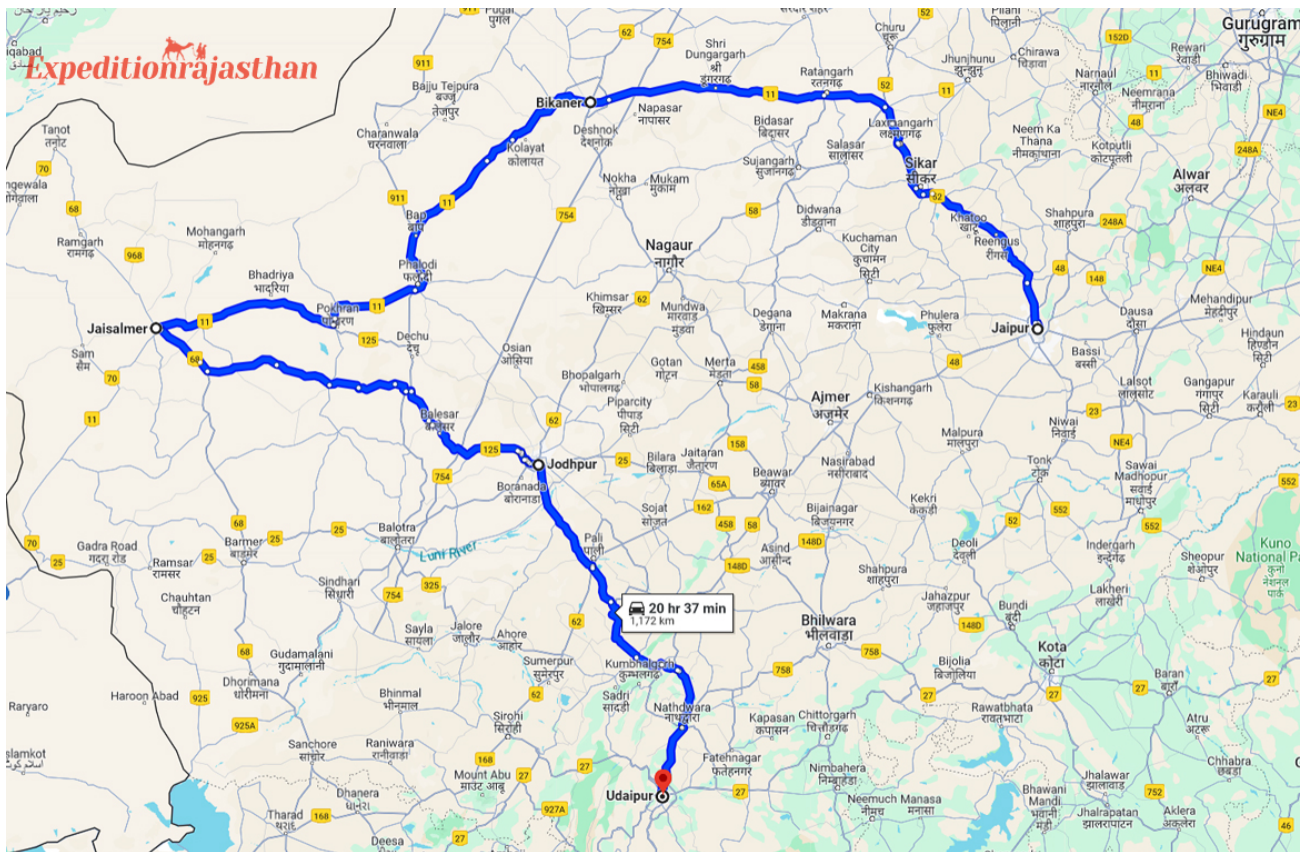 Expeditionrajasthan
Gurugram
गुरुग्राम
Churu
चूरू
Pilani
पिलानी
Rewari
रेवाड़ी
Bhiwadi
भिवाड़ी
Narnaul
नारनौल
Neemrana
नीमराना
Chirawa
चिड़ावा
Jhunjhunu
झुन्झुनू
Shri
Dungargarh
श्री
डूंगरगढ़
Ratangarh
रतनगढ़
Bajju Tejpura
बज्जू
तेजपुर
Bikaner
Napasar
नापासर
Deshnok
देशनोक
Bidasar
बिदासर
Laxmangarh
लक्ष्मणगढ़
Neem Ka
Thana
नीमकाथाना
Kotputli
कोटपूतली
Tanot
तनोट
Charanwala
चरनवाला
Kolayat
कोलायत
Salasar
सालासर
Sujangarh
सुजानगढ़
Sikar
सीकर
Alwar
अलवर
Nokha
नोखा
Mukam
मुकाम
Didwana
डीडवाना
Khatoo
खाटू
Shahpura
शाहपुरा
Reengus
रींगस
Bap
बाप
Ramgarh
रामगढ़
Mohangarh
मोहनगढ़
Nagaur
नागौर
Kuchaman
City
कुचामन
सिटी
Phalodi
फलौदी
Bhadriya
भादरिया
Pokhran
पोखरण
Khimsar
खिम्सर
Mundwa
मारवाड़
मुंडवा
Degana
डेगाना
Makrana
मकराना
Phulera
फुलेरा
Jaipur
Dausa
दौसा
Mehandipur
मेहंदीपुर
Hindaun
हिण्डौन
सिटी
Bassi
बस्सी
Jaisalmer
Sam
सैम
Dechu
देचू
Osian
ओसियां
Gotan
गोटन
Merta
मेड़ता
Bhopalgarh
भोपालगढ़
Piparcity
पीपाड़
सिटी
Ajmer
अजमेर
Kishangarh
किशनगढ़
Lalsot
लालसोट
Gangapur
गंगापुर
सिटी
Karauli
करौली
Balesar
बालेसर
Niwai
निवाई
Malpura
मालपुरा
Jodhpur
Boranada
बोरानाडा
Bilara
बिलाड़ा
Jaitaran
जैतारण
Beawar
ब्यावर
Nasirabad
नसीराबाद
Tonk
टोंक
Sawai
Madhopur
सवाई
माधोपुर
Kekri
केकड़ी
Sojat
सोजत
Bijainagar
बिजयनगर
Balotra
बालोतरा
Luni River
Barmer
बाड़मेर
Gadra Road
गदरा रोड
Ramsar
रामसर
Pali
पाली
Asind
आसीन्द
Deoli
देवली
Indergarh
इन्द्रगढ़
Sheopur
शेओपुर
Kuno
National Pa
Shahpura
शाहपुरा
Sindhari
सिंधारी
Chauhtan
चौहटन
Jahazpur
जहाजपुर
Bundi
बूंदी
Lakheri
लाखेरी
20 hr 37 min
1,172 km
Sayla
सायला
Jalore
जालौर
Ahore
आहोर
Bhilwara
भीलवाड़ा
Kota
कोटा
Gudamalani
गुदामालानी
Sumerpur
सुमेरपुर
Kumbhalgarh
कुम्भलगढ़
Bijolia
बिजोलिया
Baran
बारां
Dhorimana
धोरीमना
Haroon Abad
Bhinmal
भीनमाल
Sadri
सादड़ी
Nathdwara
नाथद्वारा
Rawatbhata
रावतभाटा
Raryaro
Sirohi
सिरोही
Kapasan
कपासन
Chittorgarh
चित्तौड़गढ़
Atru
अटरू
Islamkot
اسلام کوٹ
Sanchore
सांचोर
Raniwara
रानीवारा
Mount Abu
माउंट आबू
Fatehnagar
फतेहनगर
Nimbahera
निम्बाहेड़ा
Chhabra
छबड़ा
Udaipur
Dhanera
Tharad
Deesa
Neemuch
नीमच
Manasa
मनासा
Bhawani
Mandi
भवानी
मंडी
Jhalawar
झालावाड़
Jhalrapatan
झालरापाटन
Aklera
अकलेरा